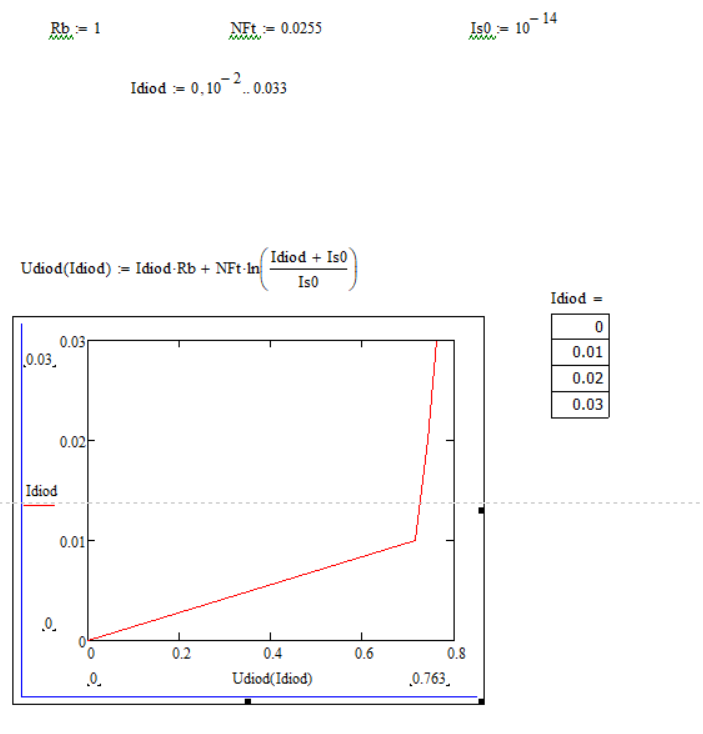 Rb := 1 NFt := 0.0255 Is0 := 10^-14
Idiod := 0, 10^-2 .. 0.033
Udiod(Idiod) := Idiod·Rb + NFt·ln((Idiod + Is0)/Is0)
Idiod =
0
0.01
0.02
0.03
0.03
0.03
0.02
Idiod
0.01
0
0
0 0.2 0.4 0.6 0.8
0 Udiod(Idiod) 0.763